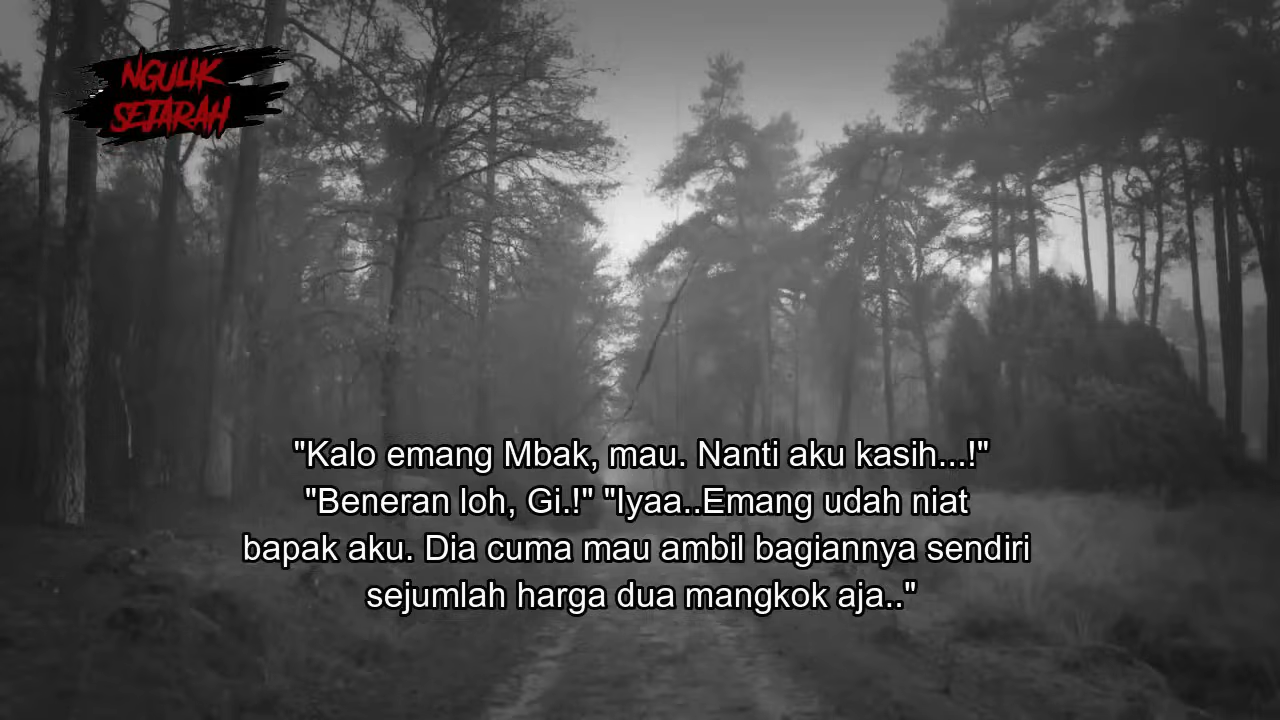 NGULIK
SEJARAH
"Kalo emang Mbak, mau. Nanti aku kasih...!"
"Beneran loh, Gi.!" "Iyaa..Emang udah niat
bapak aku. Dia cuma mau ambil bagiannya sendiri
sejumlah harga dua mangkok aja.."